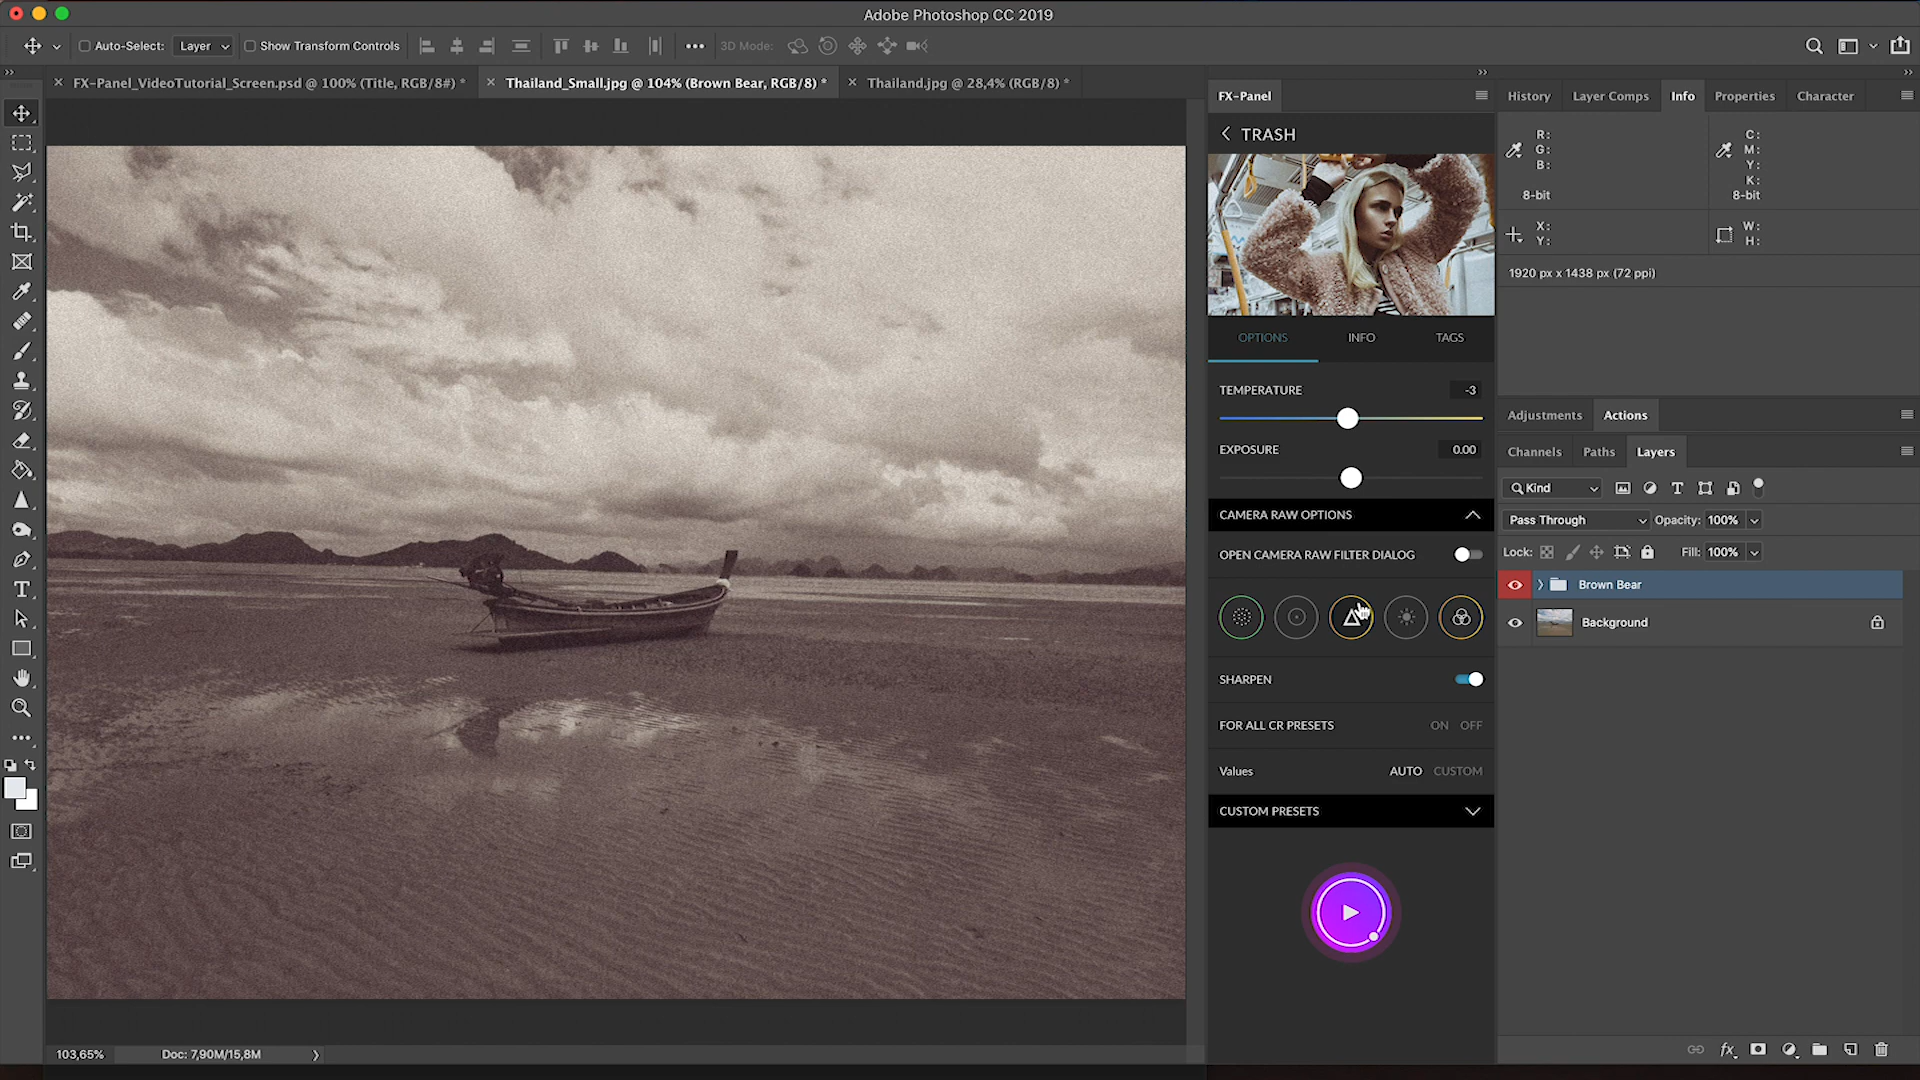 Adobe Photoshop CC 2019
Auto-Select: Layer Show Transform Controls 3D Mode:
FX-Panel_VideoTutorial_Screen.psd @ 100% (Title, RGB/8#) *
Thailand_Small.jpg @ 104% (Brown Bear, RGB/8) *
Thailand.jpg @ 28,4% (RGB/8) *
FX-Panel
TRASH
OPTIONS INFO TAGS
TEMPERATURE -3
EXPOSURE 0.00
CAMERA RAW OPTIONS
OPEN CAMERA RAW FILTER DIALOG
SHARPEN
FOR ALL CR PRESETS ON OFF
Values AUTO CUSTOM
CUSTOM PRESETS
History Layer Comps Info Properties Character
R: C:
G: M:
B: Y:
K:
8-bit 8-bit
X: W:
Y: H:
1920 px x 1438 px (72 ppi)
Adjustments Actions
Channels Paths Layers
Kind
Pass Through Opacity: 100%
Lock: Fill: 100%
Brown Bear
Background
fx
103,65% Doc: 7,90M/15,8M